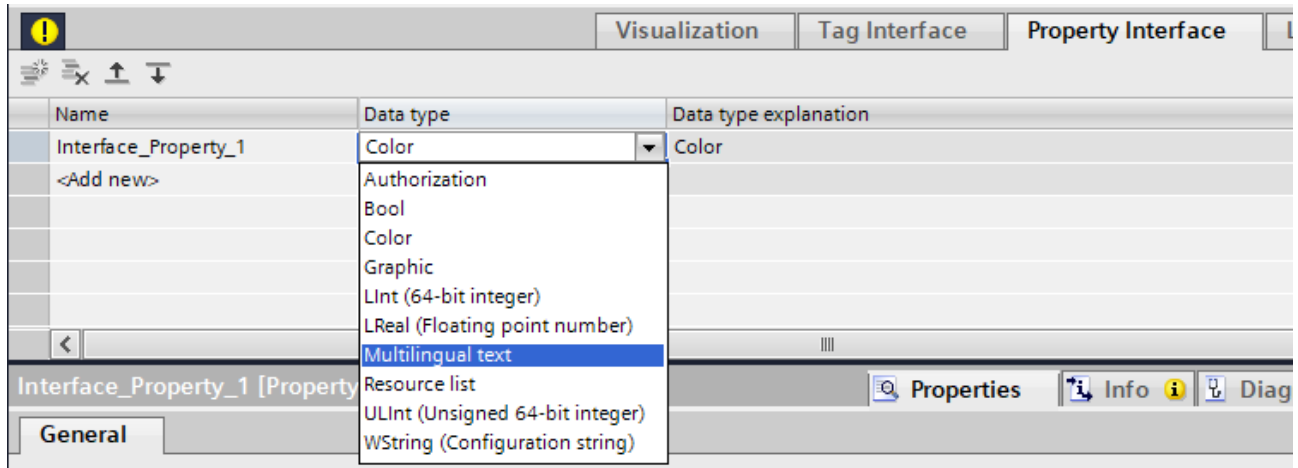 Visualization Tag Interface Property Interface
Name Data type Data type explanation
Interface_Property_1 Color Color
<Add new> Authorization
Bool
Color
Graphic
LInt (64-bit integer)
LReal (Floating point number)
Multilingual text
Interface_Property_1 [Property Resource list Properties Info Diag
ULInt (Unsigned 64-bit integer)
General WString (Configuration string)